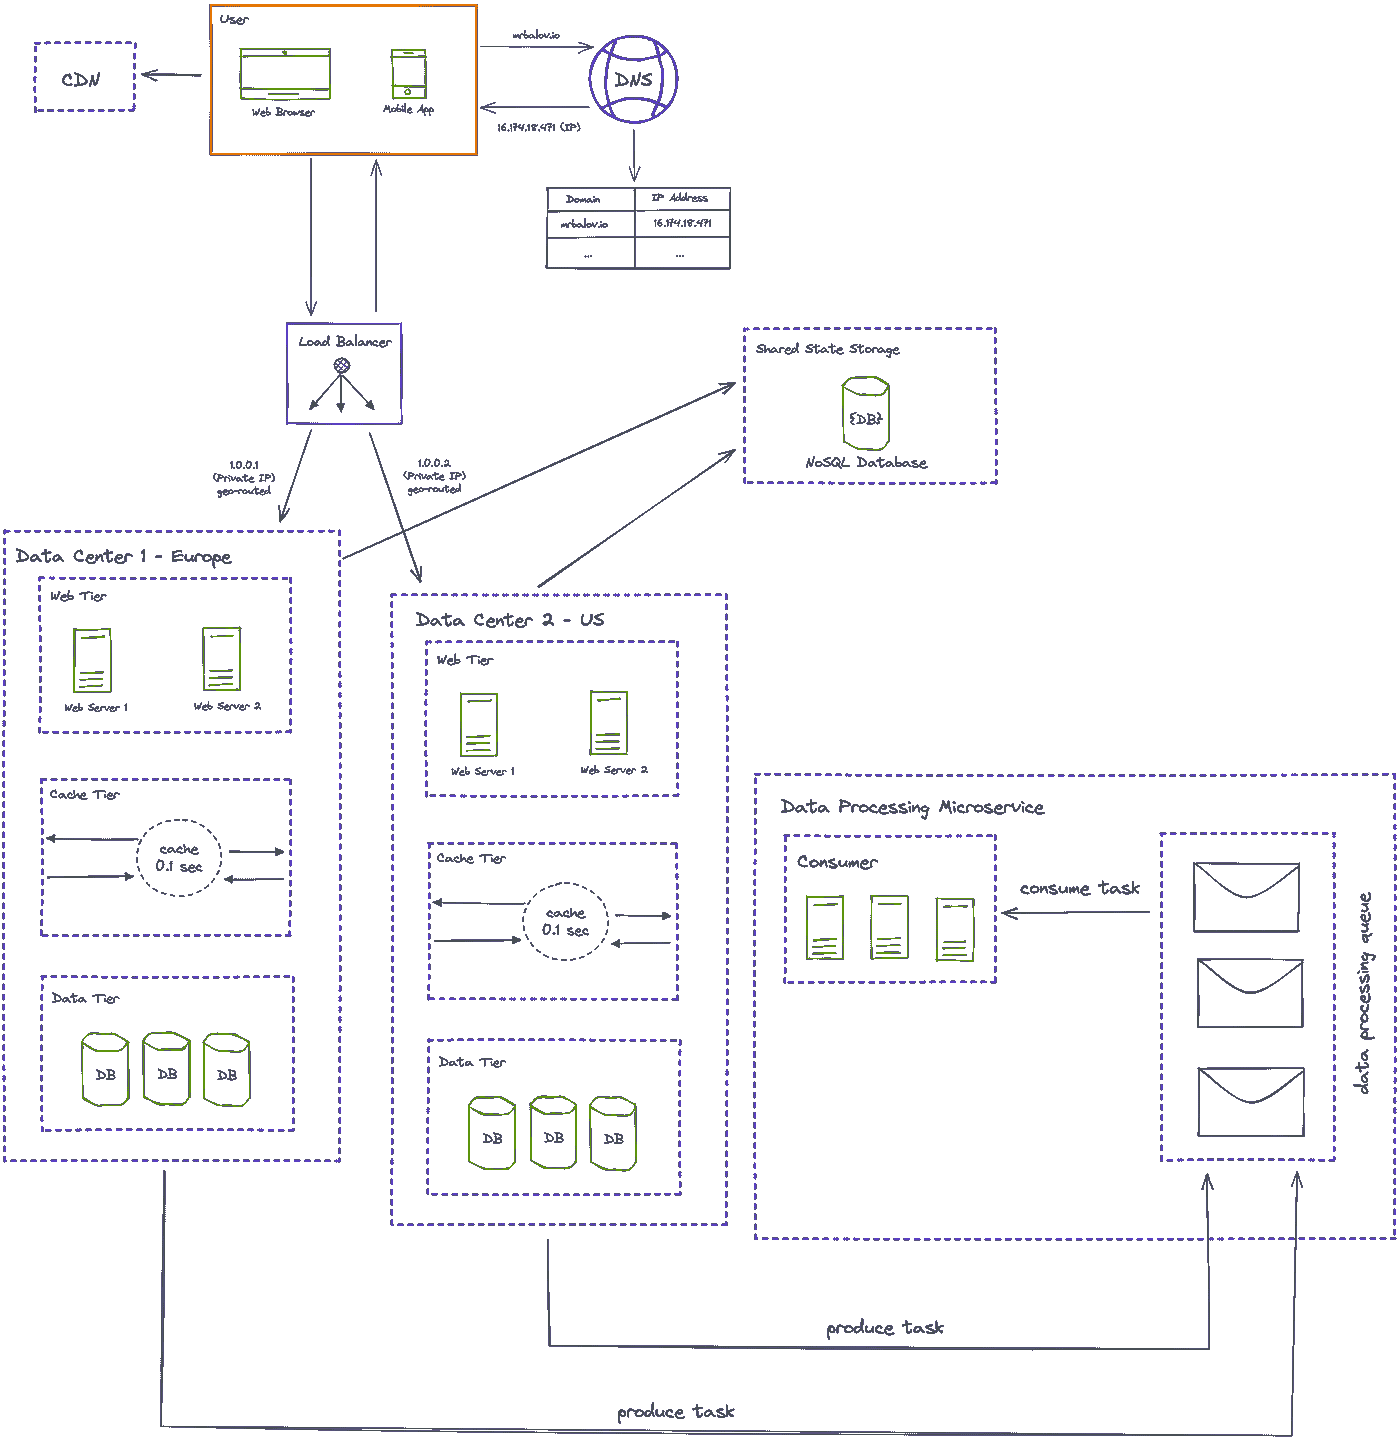 User
Web Browser
Mobile App
CDN
mrbalov.io
DNS
16.174.18.471 (IP)
Domain
IP Address
mrbalov.io
16.174.18.471
...
...
Load Balancer
1.0.0.1
(Private IP)
geo-routed
1.0.0.2
(Private IP)
geo-routed
Shared State Storage
{DB}
NoSQL Database
Data Center 1 - Europe
Web Tier
Web Server 1
Web Server 2
Cache Tier
cache
0.1 sec
Data Tier
DB
DB
DB
Data Center 2 - US
Web Tier
Web Server 1
Web Server 2
Cache Tier
cache
0.1 sec
Data Tier
DB
DB
DB
Data Processing Microservice
Consumer
consume task
data processing queue
produce task
produce task